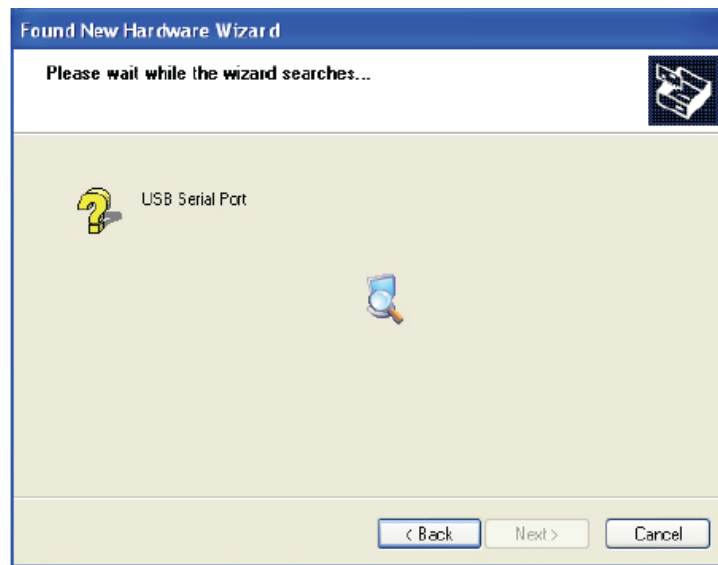 Found New Hardware Wizard
Please wait while the wizard searches...
USB Serial Port
< Back
Next >
Cancel